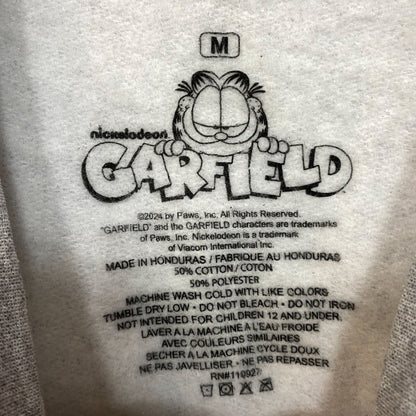 M
nickelodeon
GARFIELD
©2024 by Paws, Inc. All Rights Reserved.
"GARFIELD" and the GARFIELD characters are trademarks
of Paws, Inc. Nickelodeon is a trademark
of Viacom International Inc.
MADE IN HONDURAS / FABRIQUE AU HONDURAS
50% COTTON / COTON
50% POLYESTER
MACHINE WASH COLD WITH LIKE COLORS
TUMBLE DRY LOW • DO NOT BLEACH • DO NOT IRON
NOT INTENDED FOR CHILDREN 12 AND UNDER.
LAVER A LA MACHINE A L'EAU FROIDE
AVEC COULEURS SIMILAIRES
SECHER A LA MACHINE CYCLE DOUX
NE PAS JAVELLISER • NE PAS REPASSER
RN#110927